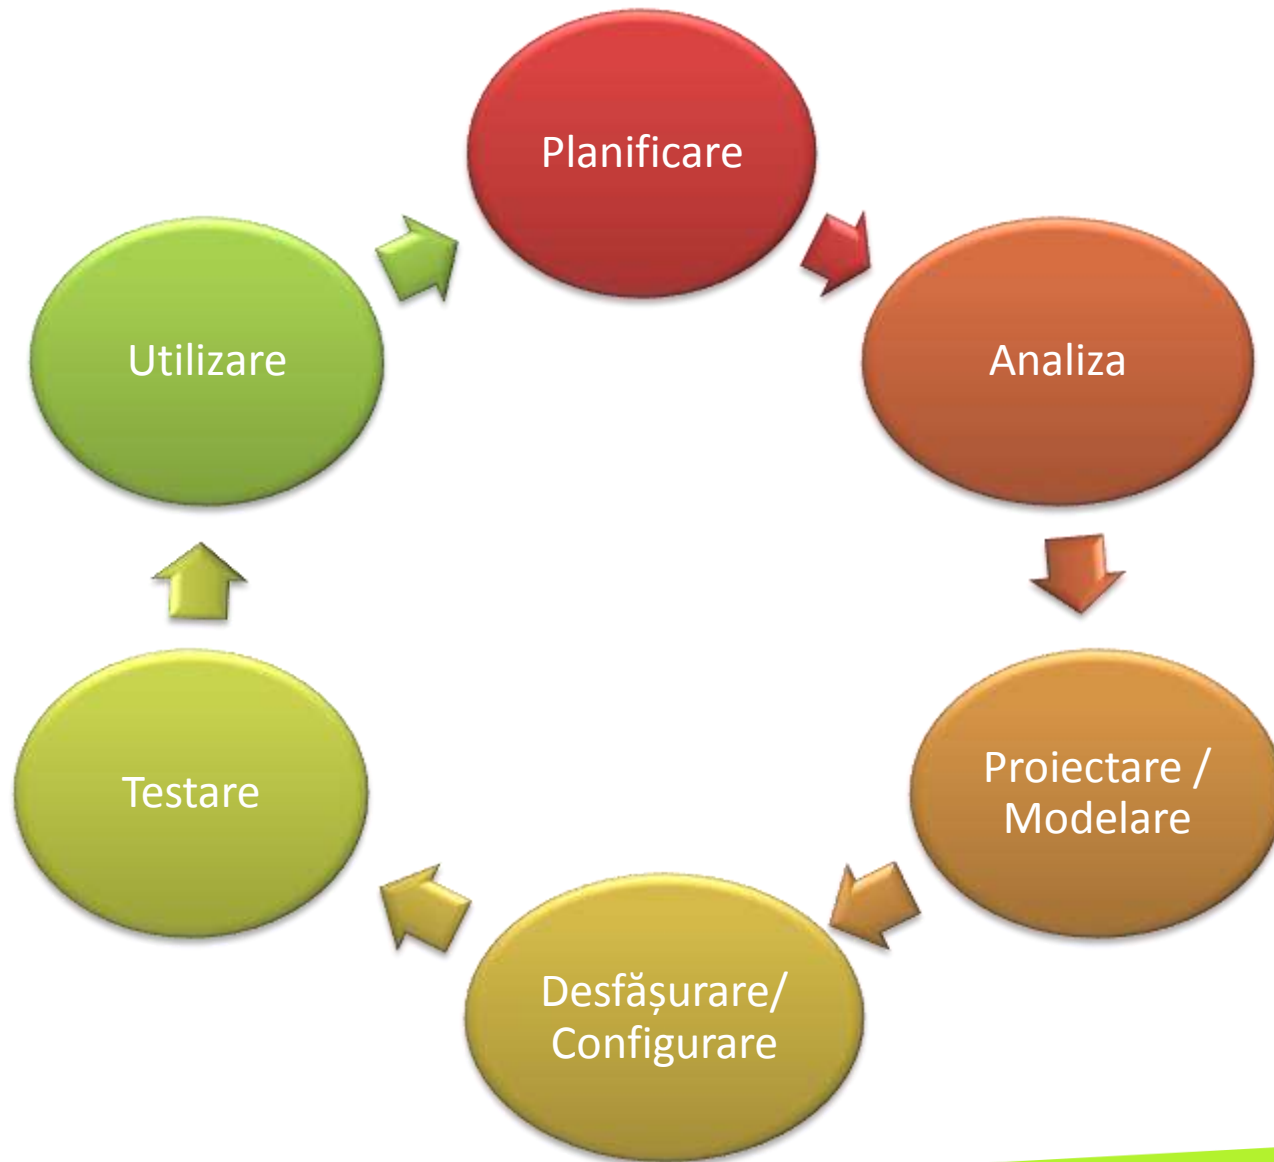 Planificare
Analiza
Proiectare /
Modelare
Desfășurare/
Configurare
Testare
Utilizare